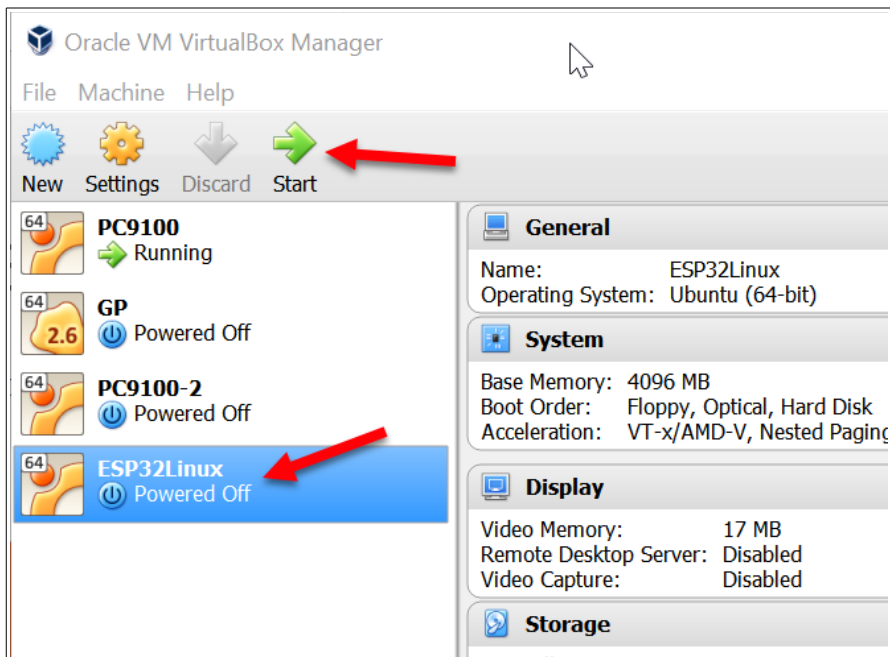 Oracle VM VirtualBox Manager
File Machine Help
New Settings Discard Start
64
PC9100
Running
64
2.6
GP
Powered Off
64
PC9100-2
Powered Off
64
ESP32Linux
Powered Off
General
Name: ESP32Linux
Operating System: Ubuntu (64-bit)
System
Base Memory: 4096 MB
Boot Order: Floppy, Optical, Hard Disk
Acceleration: VT-x/AMD-V, Nested Paging
Display
Video Memory: 17 MB
Remote Desktop Server: Disabled
Video Capture: Disabled
Storage